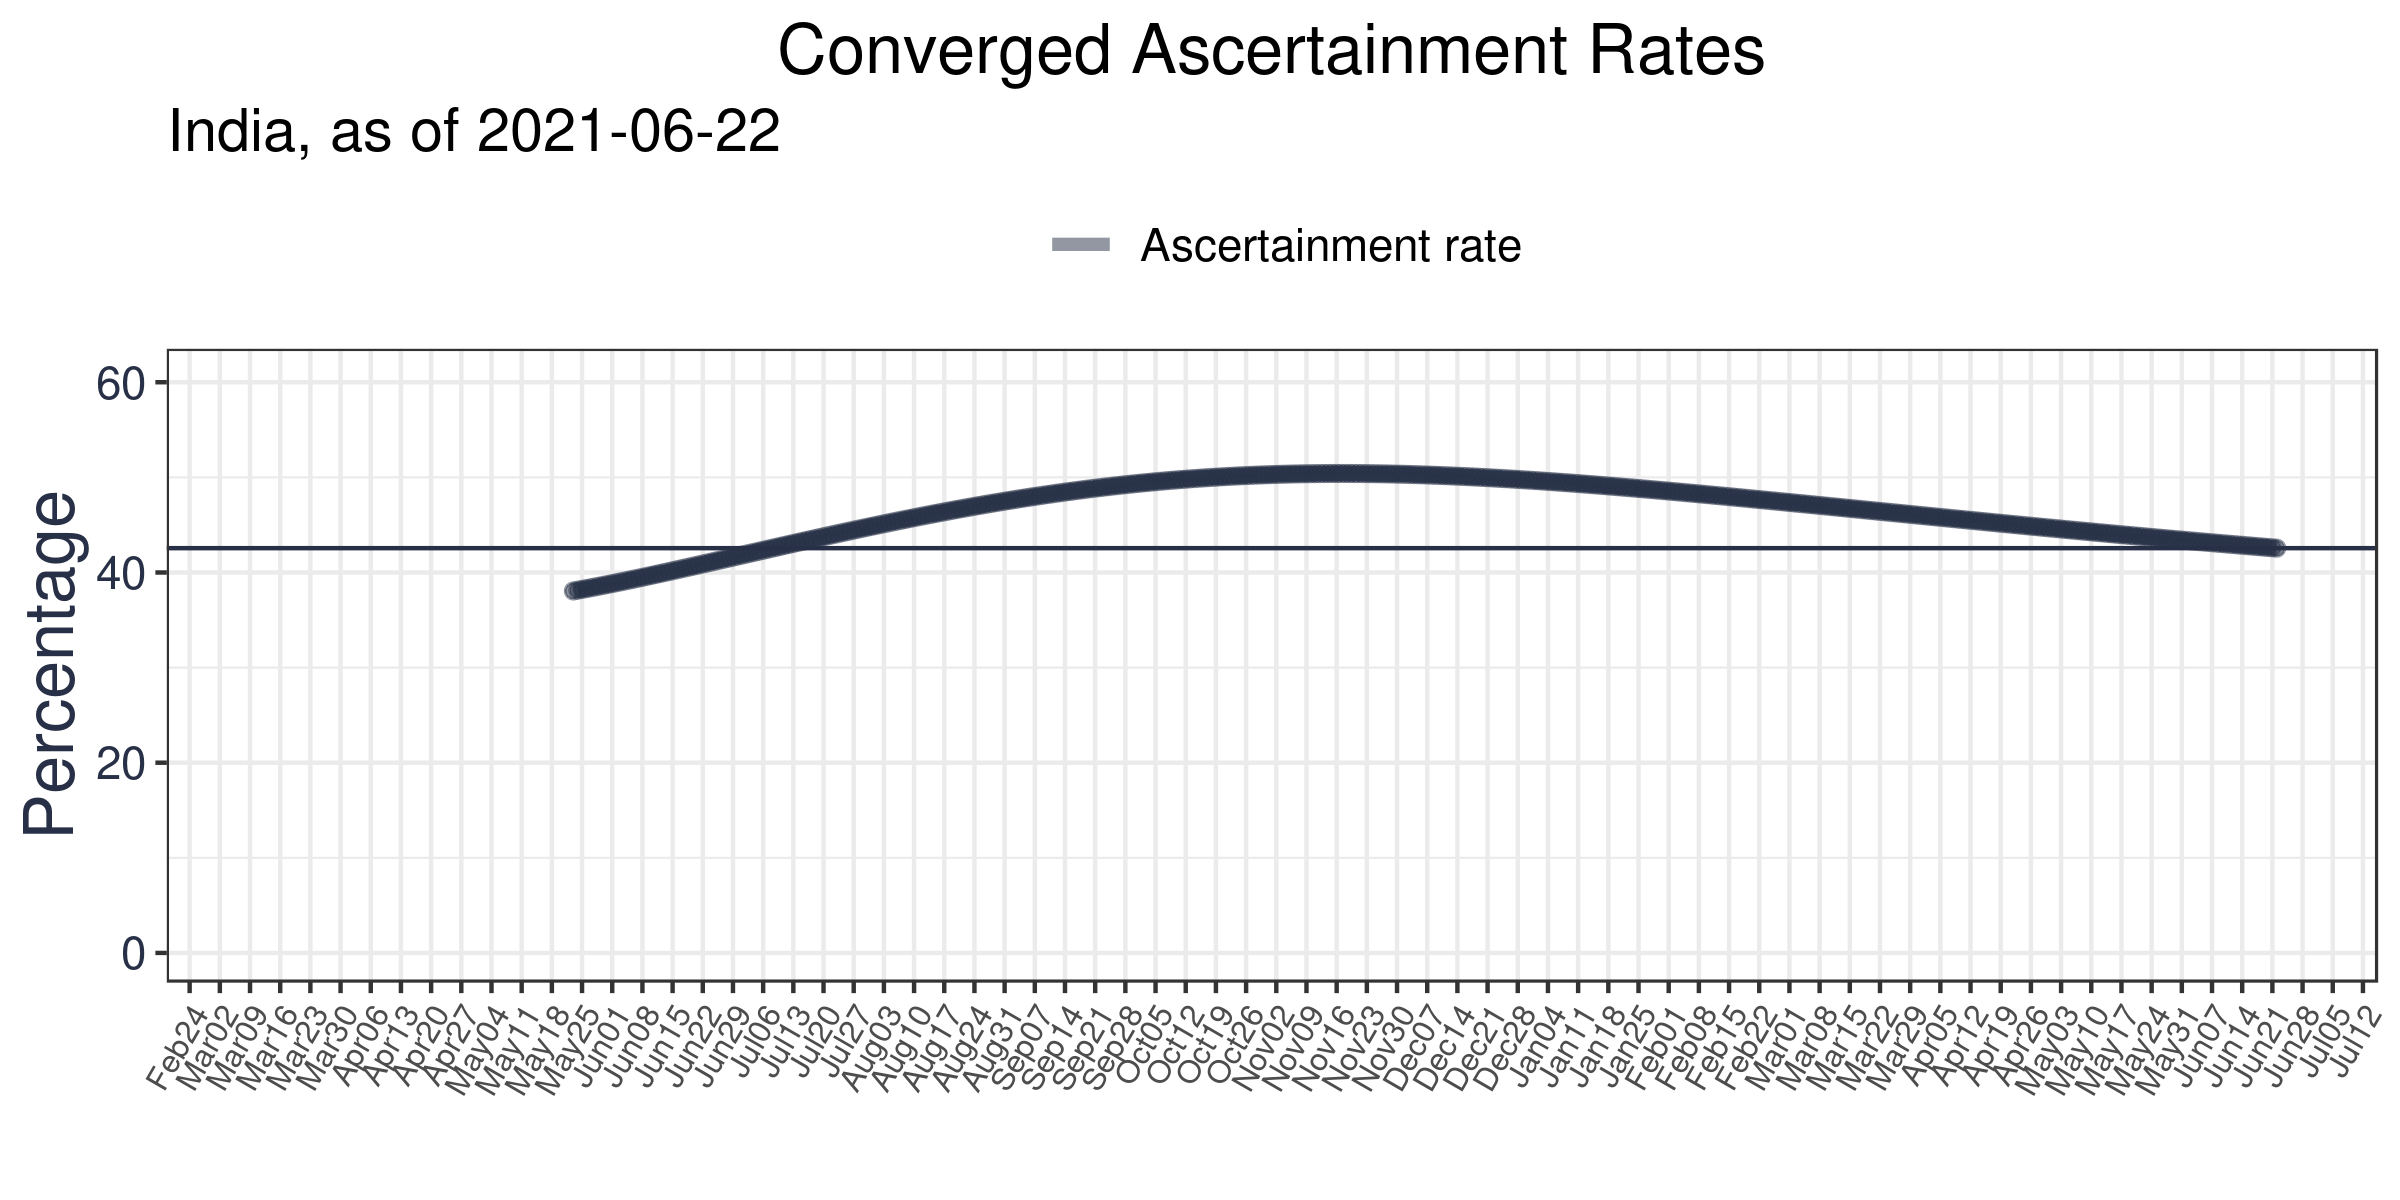 Converged Ascertainment Rates
India, as of 2021-06-22
Ascertainment rate
Percentage
60
40
20
0
Feb24
Mar02
Mar09
Mar16
Mar23
Mar30
Apr06
Apr13
Apr20
Apr27
May04
May11
May18
May25
Jun01
Jun08
Jun15
Jun22
Jun29
Jul06
Jul13
Jul20
Jul27
Aug03
Aug10
Aug17
Aug24
Aug31
Sep07
Sep14
Sep21
Sep28
Oct05
Oct12
Oct19
Oct26
Nov02
Nov09
Nov16
Nov23
Nov30
Dec07
Dec14
Dec21
Dec28
Jan04
Jan11
Jan18
Jan25
Feb01
Feb08
Feb15
Feb22
Mar01
Mar08
Mar15
Mar22
Mar29
Apr05
Apr12
Apr19
Apr26
May03
May10
May17
May24
May31
Jun07
Jun14
Jun21
Jun28
Jul05
Jul12